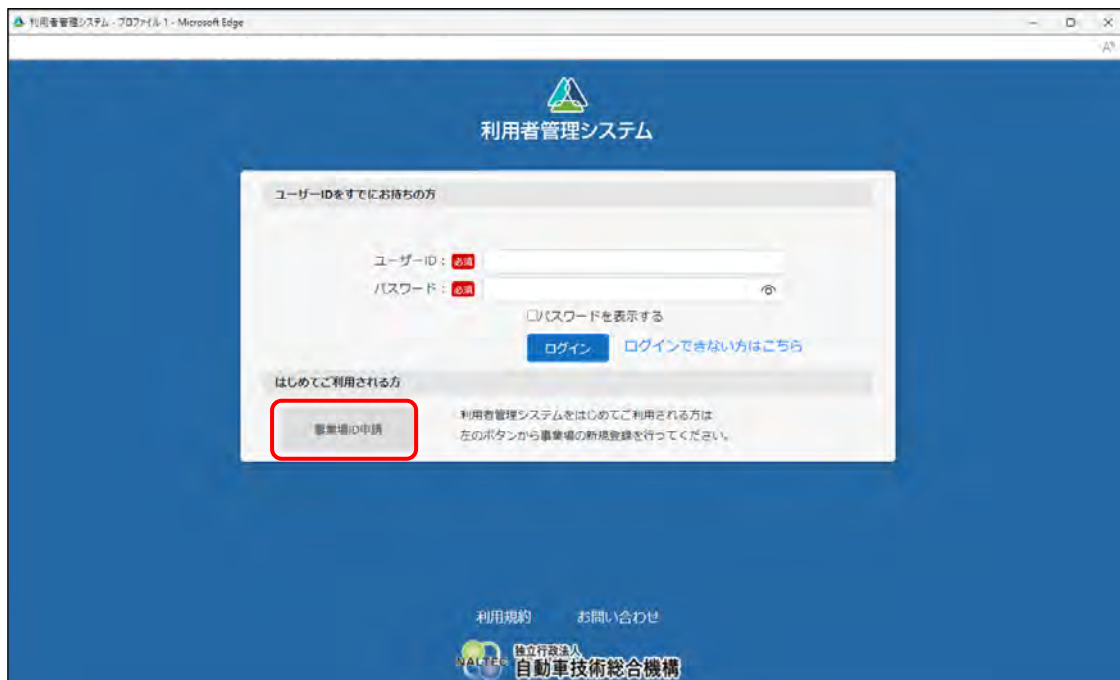 利用者管理システム - プロファイル 1 - Microsoft Edge
利用者管理システム
ユーザーIDをすでにお持ちの方
ユーザーID： 必須
パスワード： 必須
パスワードを表示する
ログイン ログインできない方はこちら
はじめてご利用される方
事業場ID申請
利用者管理システムをはじめてご利用される方は
左のボタンから事業場の新規登録を行ってください。
利用規約 お問い合わせ
NALTEC 独立行政法人
自動車技術総合機構